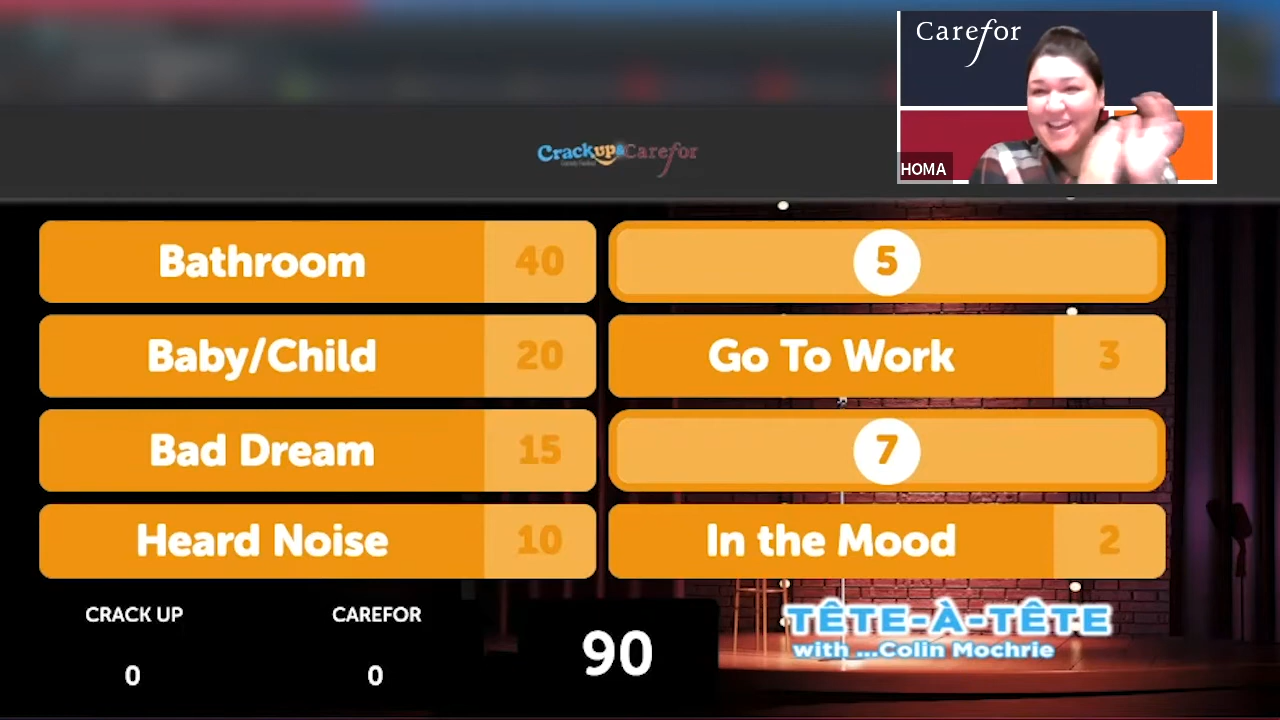 Carefor
HOMA
Crackup & Carefor
Bathroom 40
5
Baby/Child 20
Go To Work 3
Bad Dream 15
7
Heard Noise 10
In the Mood 2
CRACK UP
CAREFOR
0
0
90
TÊTE-À-TÊTE
with ...Colin Mochrie